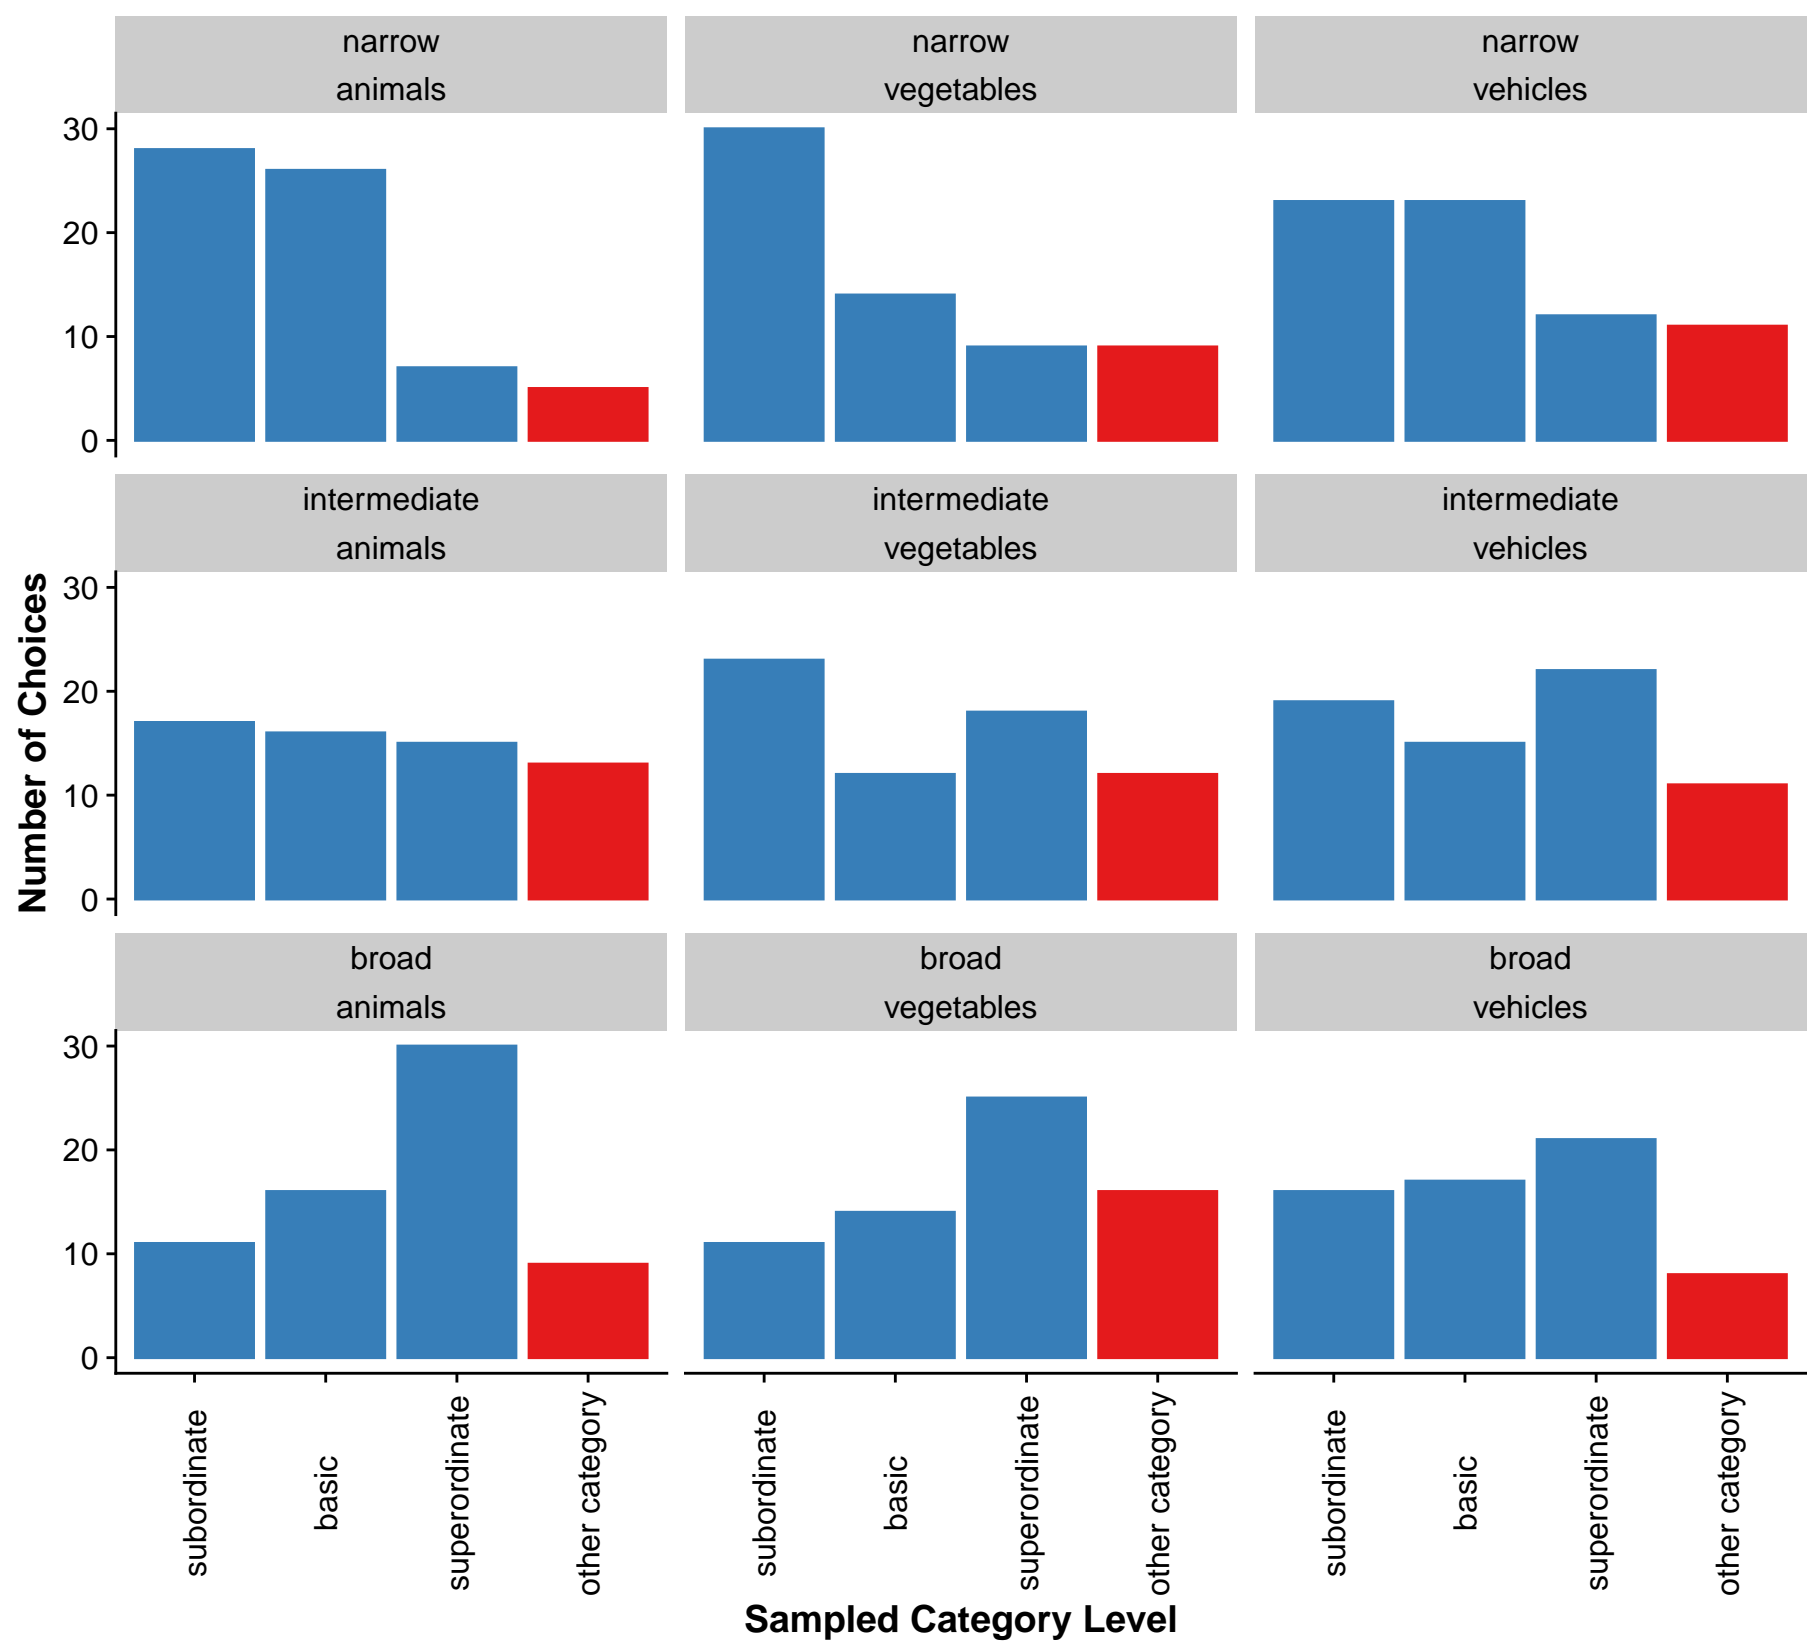 narrow
animals
narrow
vegetables
narrow
vehicles
30
20
10
0
intermediate
animals
intermediate
vegetables
intermediate
vehicles
30
20
10
0
Number of Choices
broad
animals
broad
vegetables
broad
vehicles
30
20
10
0
subordinate
basic
superordinate
other category
subordinate
basic
superordinate
other category
subordinate
basic
superordinate
other category
Sampled Category Level